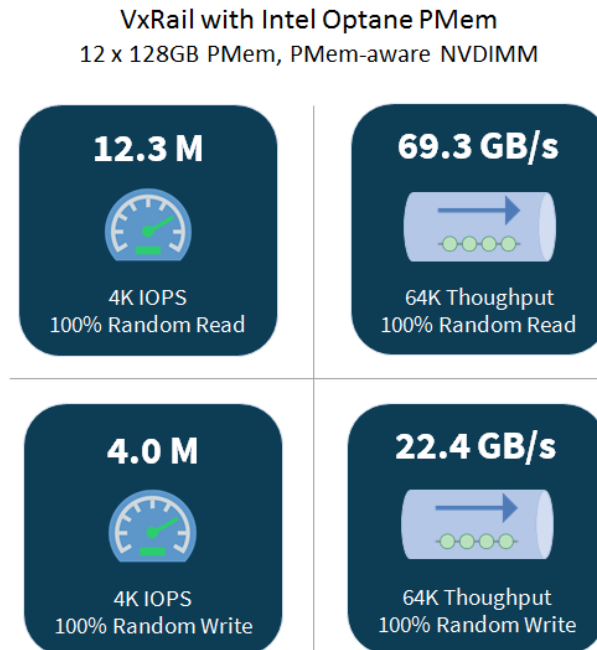 VxRail with Intel Optane PMem
12 x 128GB PMem, PMem-aware NVDIMM
12.3 M
4K IOPS
100% Random Read
69.3 GB/s
64K Thoughput
100% Random Read
4.0 M
4K IOPS
100% Random Write
22.4 GB/s
64K Thoughput
100% Random Write